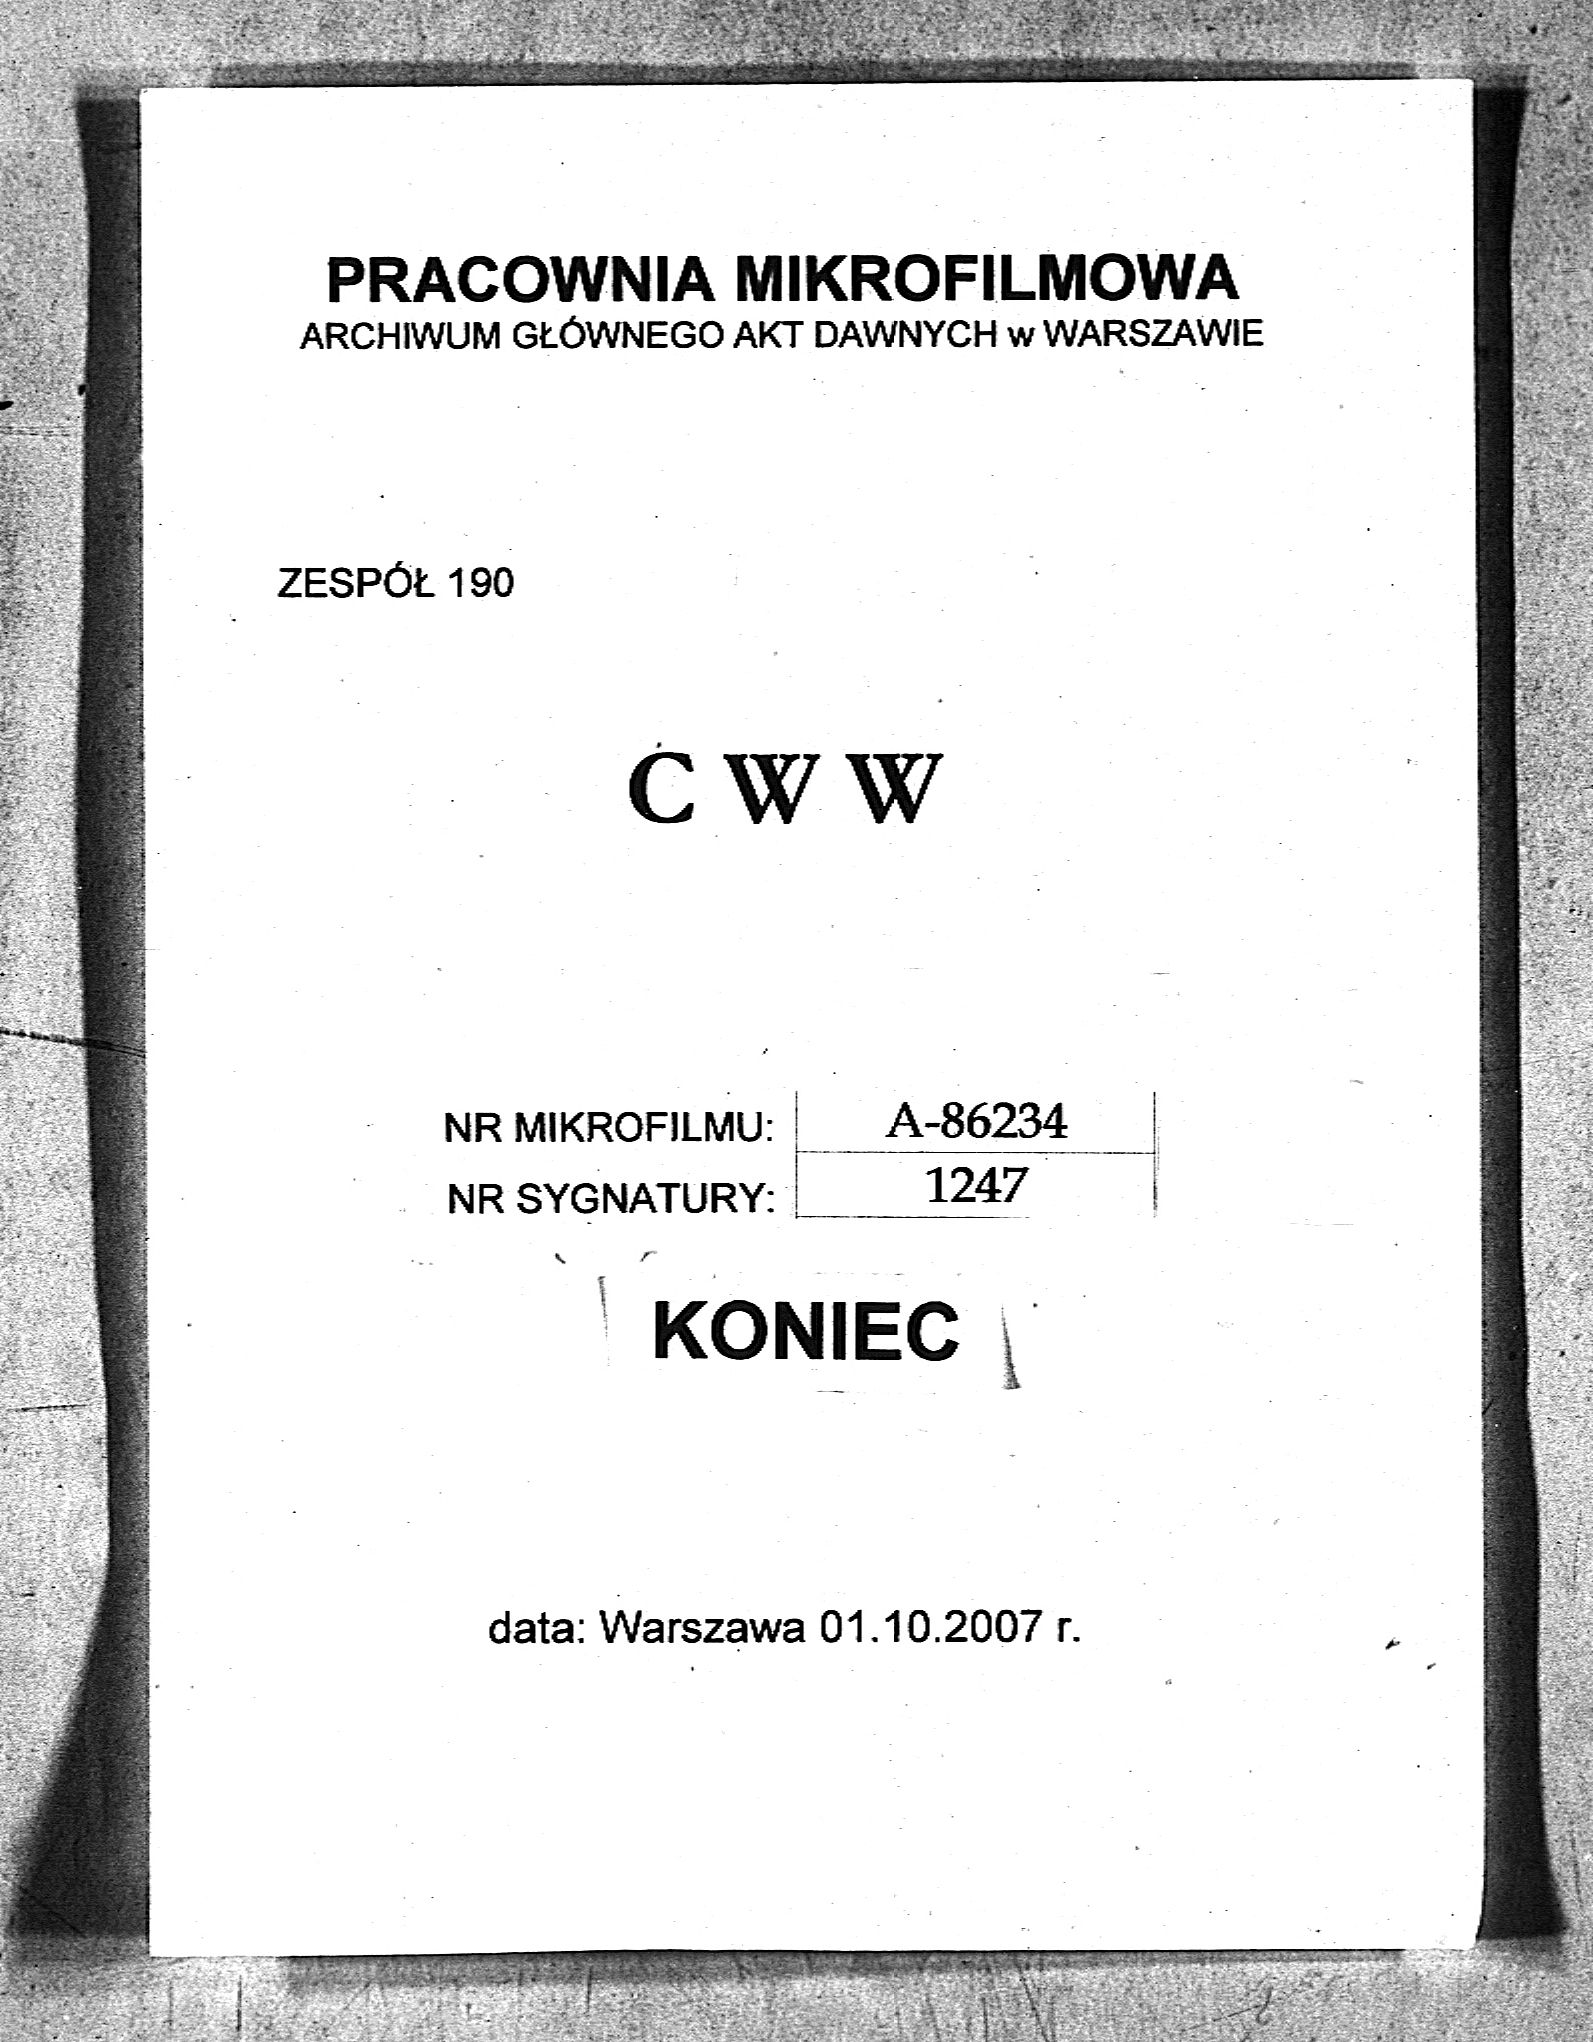 PRACOWNIA MIKROFILMOWA
ARCHIWUM GŁÓWNEGO AKT DAWNYCH w WARSZAWIE
ZESPÓŁ 190
C W W
NR MIKROFILMU: A-86234
NR SYGNATURY: 1247
KONIEC
data: Warszawa 01.10.2007 r.